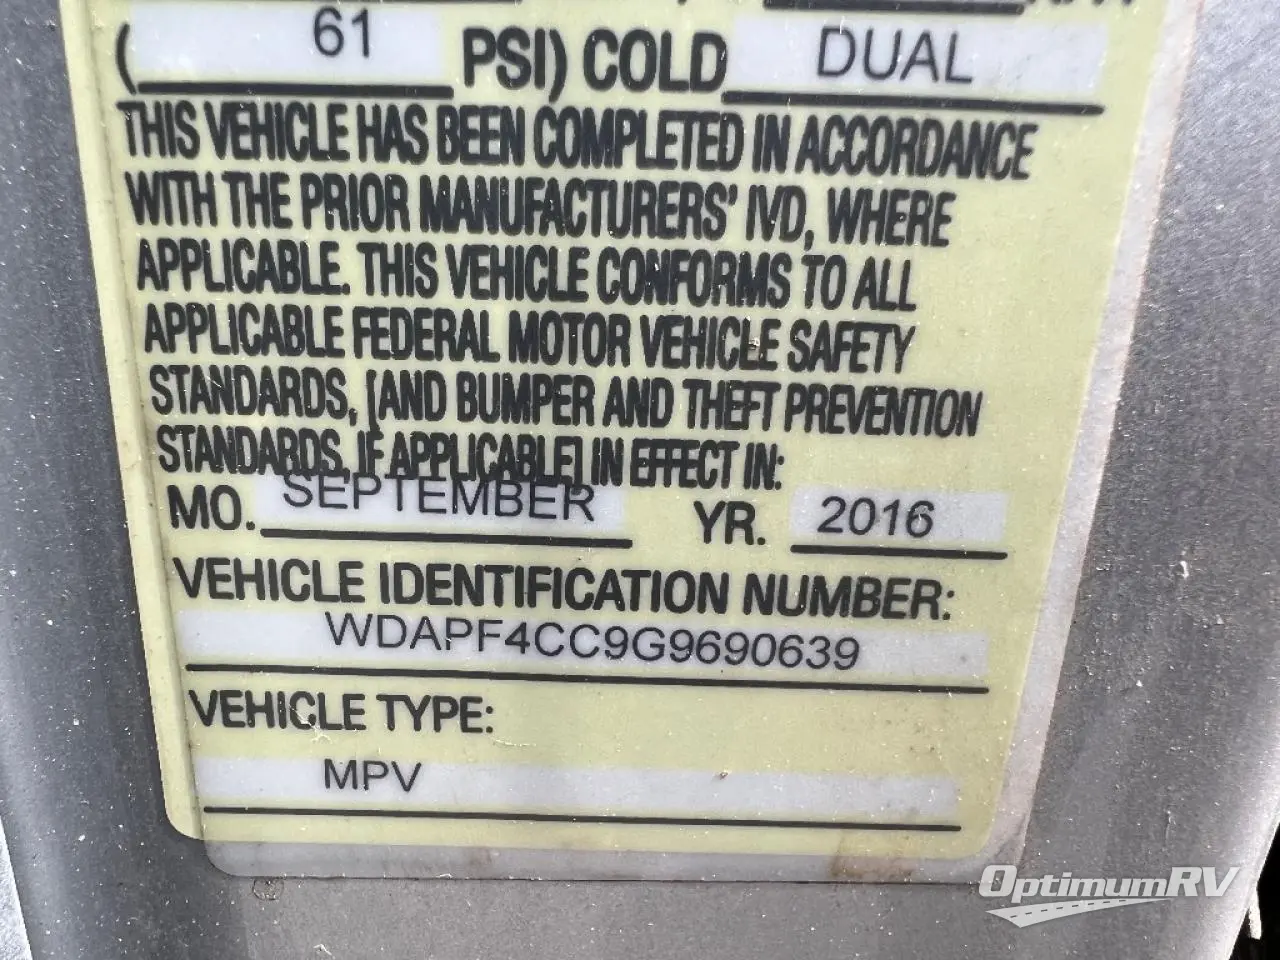 ( 61 PSI) COLD DUAL
THIS VEHICLE HAS BEEN COMPLETED IN ACCORDANCE
WITH THE PRIOR MANUFACTURERS' IVD, WHERE
APPLICABLE. THIS VEHICLE CONFORMS TO ALL
APPLICABLE FEDERAL MOTOR VEHICLE SAFETY
STANDARDS, [AND BUMPER AND THEFT PREVENTION
STANDARDS, IF APPLICABLE] IN EFFECT IN:
MO. SEPTEMBER YR. 2016
VEHICLE IDENTIFICATION NUMBER:
WDAPF4CC9G9690639
VEHICLE TYPE:
MPV
OptimumRV